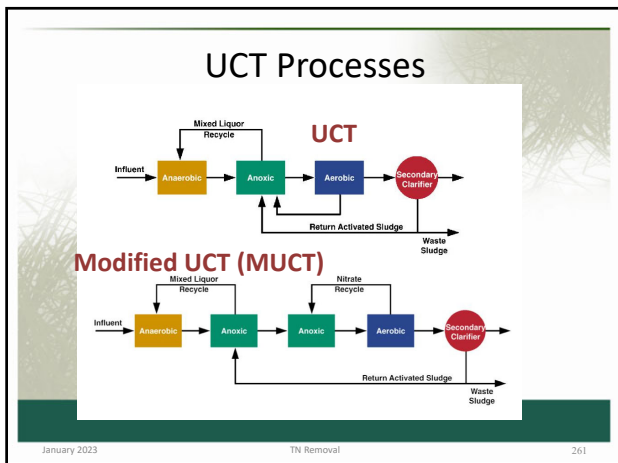 UCT Processes
Mixed Liquor
Recycle
UCT
Influent
Anaerobic
Anoxic
Aerobic
Secondary
Clarifier
Return Activated Sludge
Waste
Sludge
Modified UCT (MUCT)
Mixed Liquor
Recycle
Nitrate
Recycle
Influent
Anaerobic
Anoxic
Anoxic
Aerobic
Secondary
Clarifier
Return Activated Sludge
Waste
Sludge
January 2023
TN Removal
261